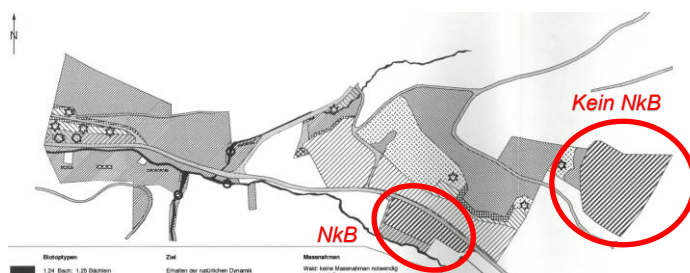 N
Kein NkB
NkB
Biotoptypen Ziel Massnahmen
1.24 Bach: 1.25 Bächlein Erhalten der natürlichen Dynamik Wald: keine Massnahmen notwendig